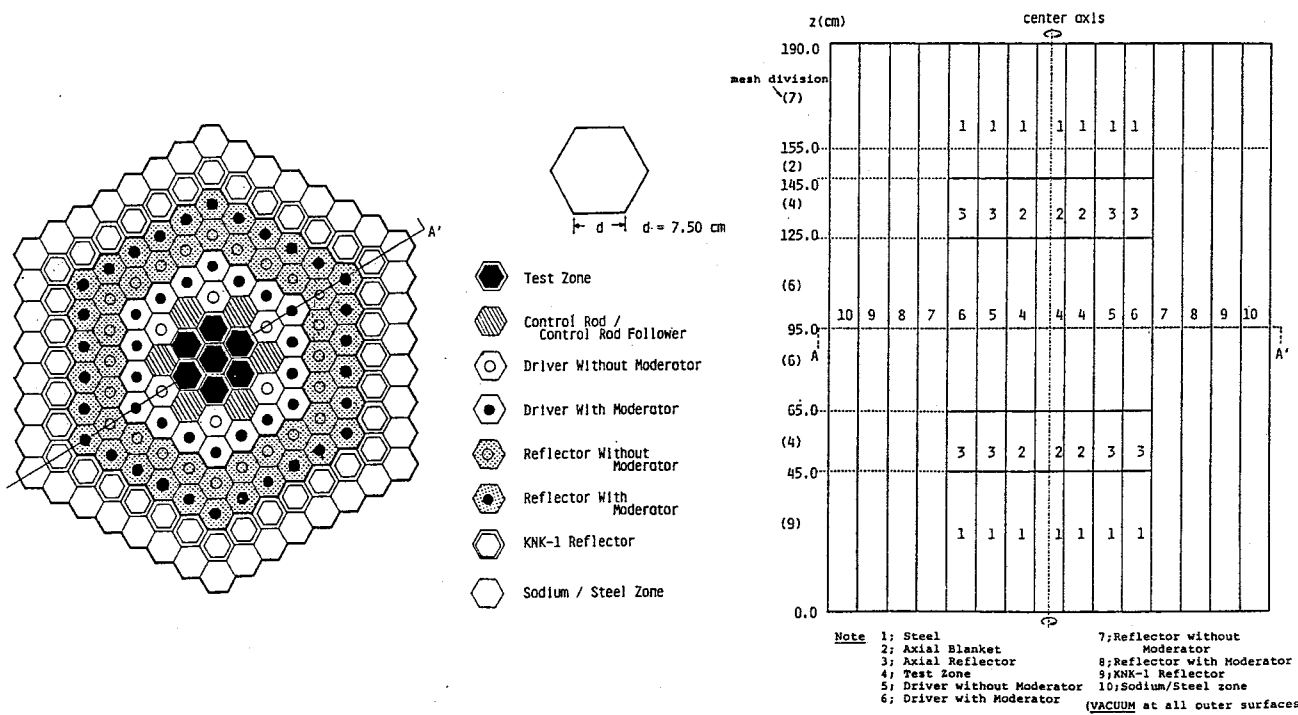 A'
d
d = 7.50 cm
Test Zone
Control Rod /
Control Rod Follower
Driver Without Moderator
Driver With Moderator
Reflector Without
Moderator
Reflector With
Moderator
KNK-1 Reflector
Sodium / Steel Zone
z(cm)
center axis
190.0
mesh division
(7)
1 1 1 1 1 1 1
155.0
(2)
145.0
(4)
3 3 2 2 2 3 3
125.0
(6)
10 9 8 7 6 5 4 4 4 5 6 7 8 9 10
95.0
A
A'
(6)
65.0
(4)
3 3 2 2 2 3 3
45.0
(9)
1 1 1 1 1 1 1
0.0
Note 1; Steel
2; Axial Blanket
3; Axial Reflector
4; Test Zone
5; Driver without Moderator
6; Driver with Moderator
7;Reflector without
Moderator
8;Reflector with Moderator
9;KNK-1 Reflector
10;Sodium/Steel zone
(VACUUM at all outer surfaces